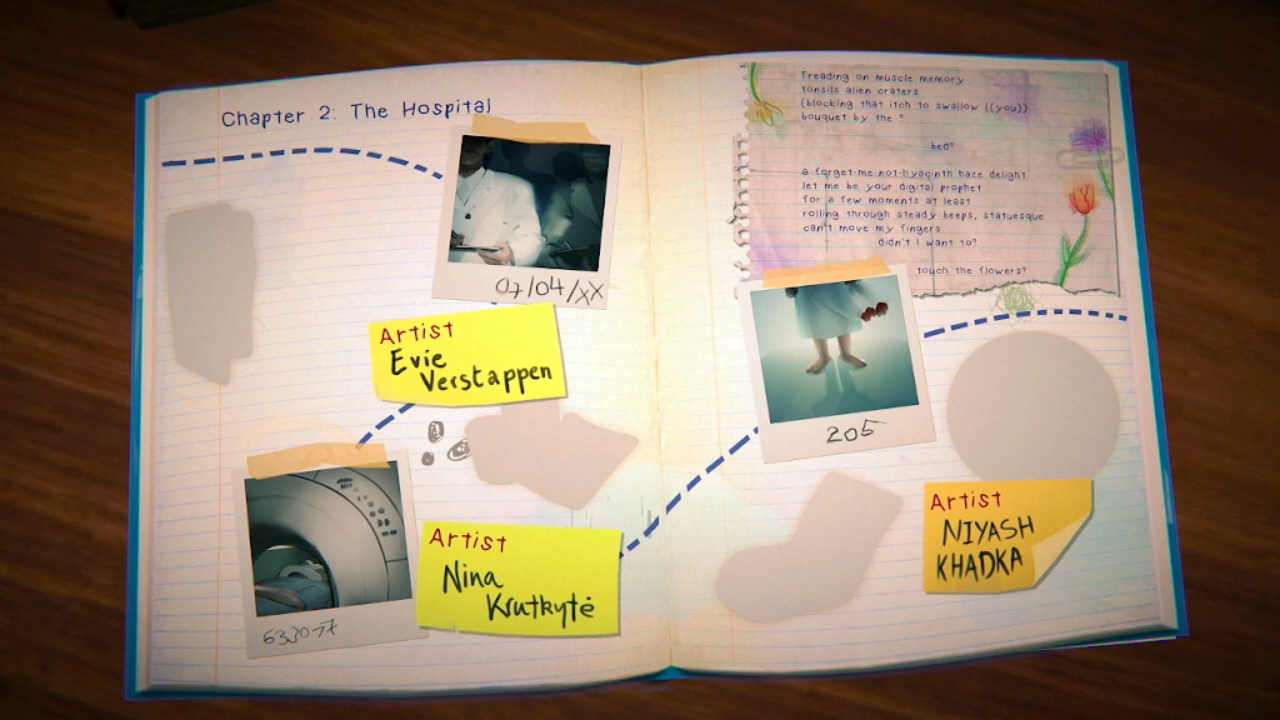 Chapter 2: The Hospital
07/04/XX
Artist
Evie
Verstappen
633077
Artist
Nina
Krutkytė
Treading on muscle memory
tonsils alien craters
(blocking that itch to swallow ((you))
bouquet by the °
bed?
a forget-me-not-hyacinth haze delight
let me be your digital prophet
for a few moments at least
rolling through steady beeps, statuesque
can't move my fingers
didn't I want to?
touch the flowers?
205
Artist
NIYASH
KHADKA